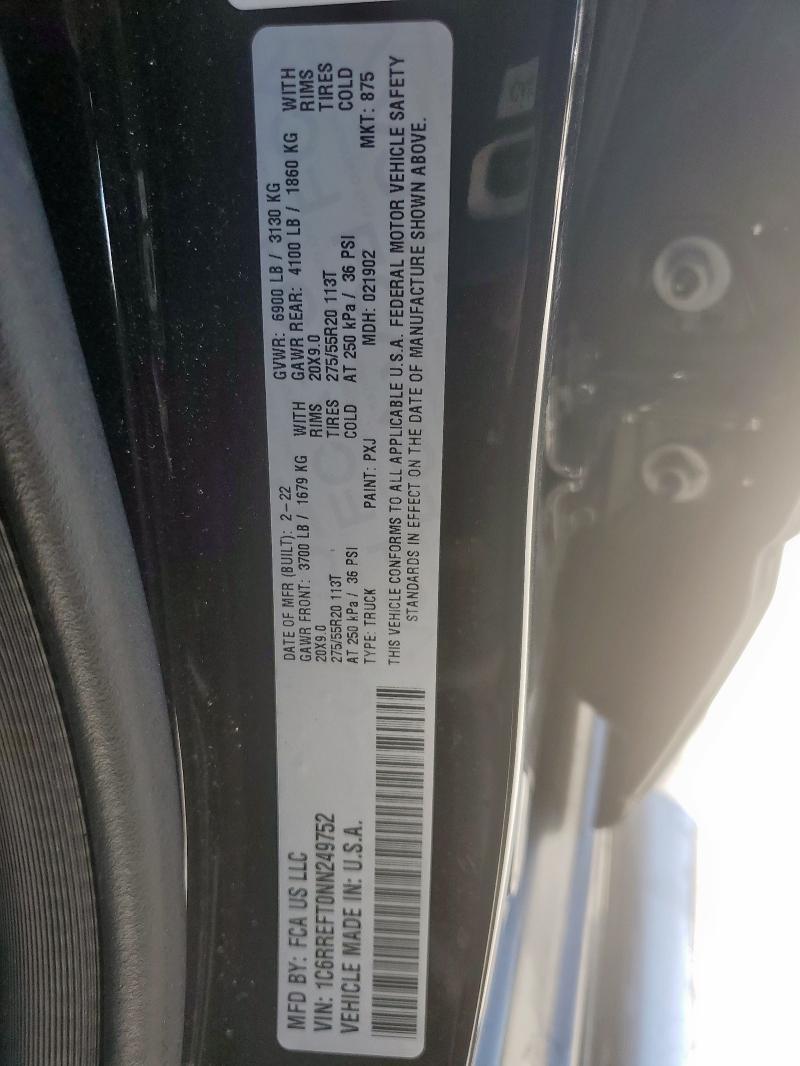 MFD BY: FCA US LLC
VIN: 1C6RREFT0NN249752
VEHICLE MADE IN: U.S.A.
DATE OF MFR (BUILT): 2-22 GVWR: 6900 LB / 3130 KG
GAWR FRONT: 3700 LB / 1679 KG WITH GAWR REAR: 4100 LB / 1860 KG WITH
20X9.0 RIMS 20X9.0 RIMS
275/55R20 113T TIRES 275/55R20 113T TIRES
AT 250 kPa / 36 PSI COLD AT 250 kPa / 36 PSI COLD
TYPE: TRUCK PAINT: PXJ MDH: 021902 MKT: 875
THIS VEHICLE CONFORMS TO ALL APPLICABLE U.S.A. FEDERAL MOTOR VEHICLE SAFETY
STANDARDS IN EFFECT ON THE DATE OF MANUFACTURE SHOWN ABOVE.